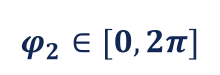 φ₂ ∈ [0, 2π]